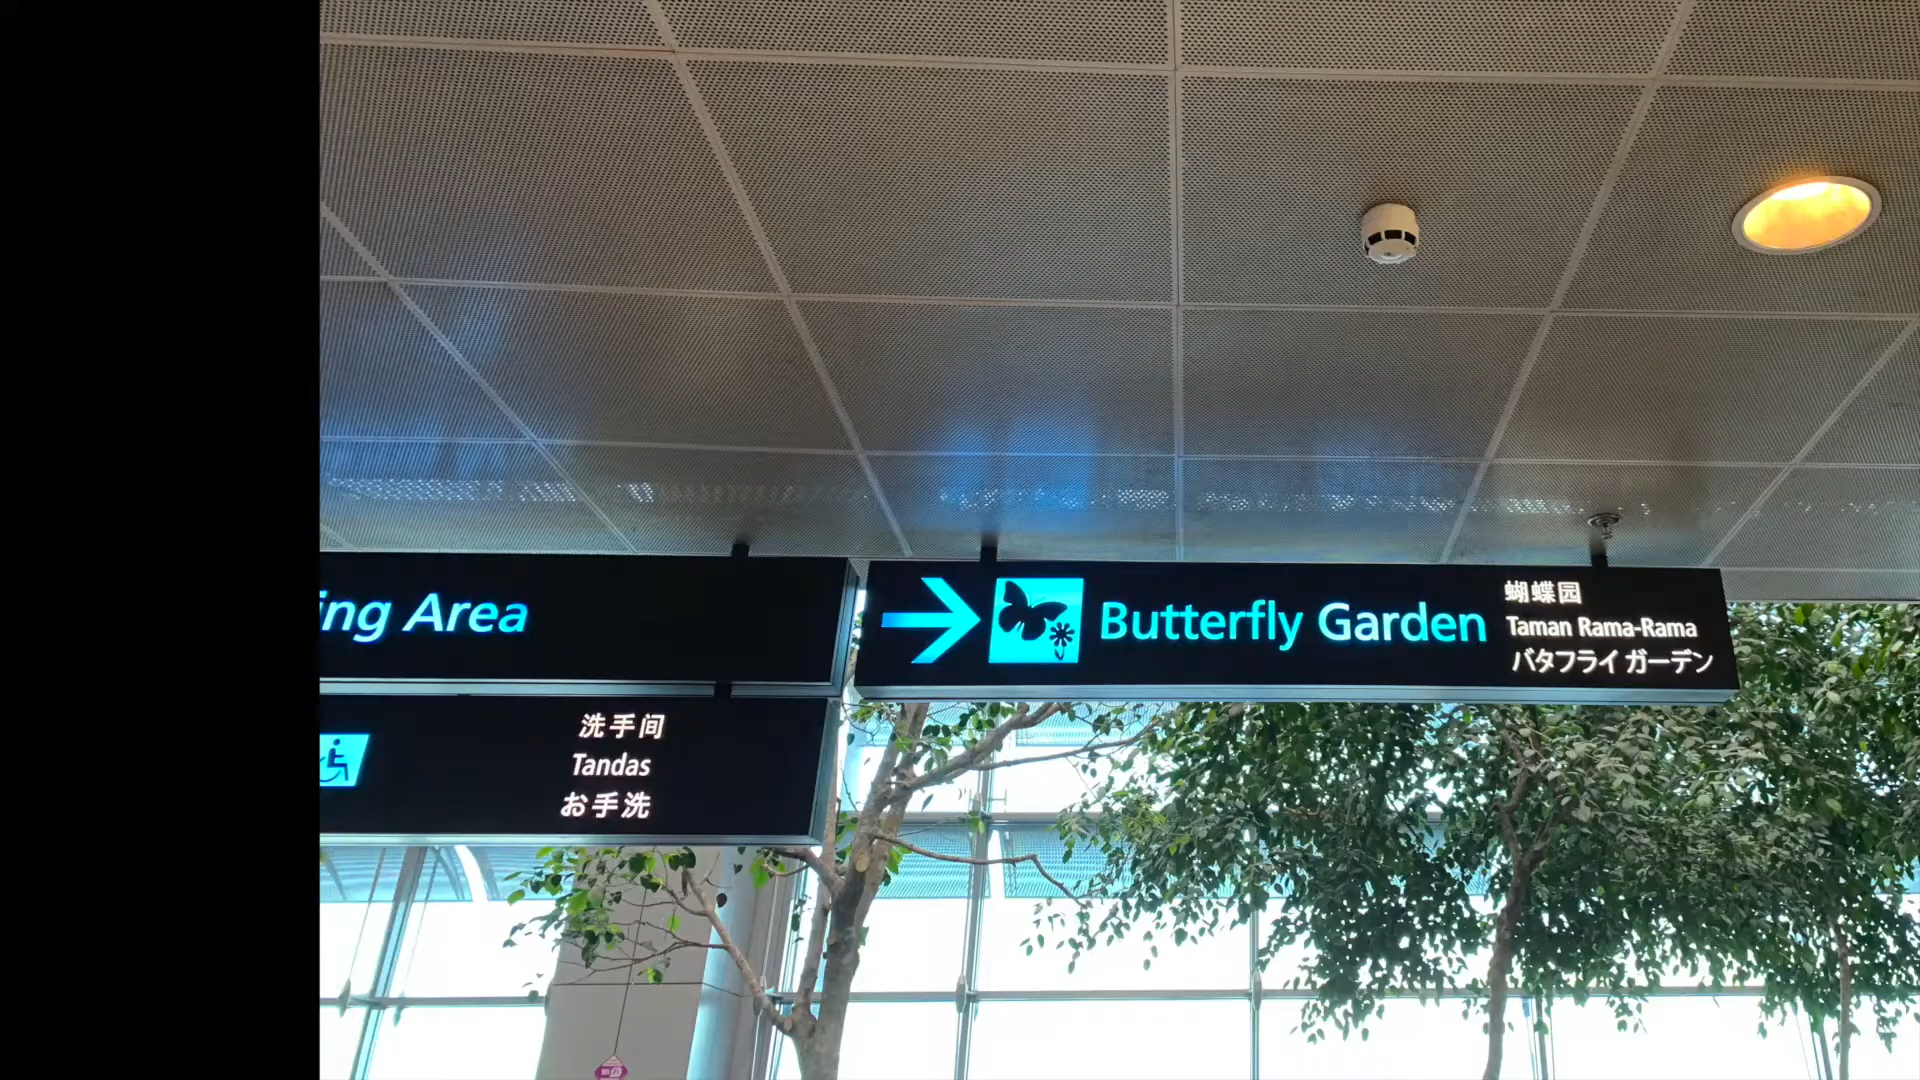 ing Area
洗手间
Tandas
お手洗
Butterfly Garden
蝴蝶园
Taman Rama-Rama
バタフライ ガーデン